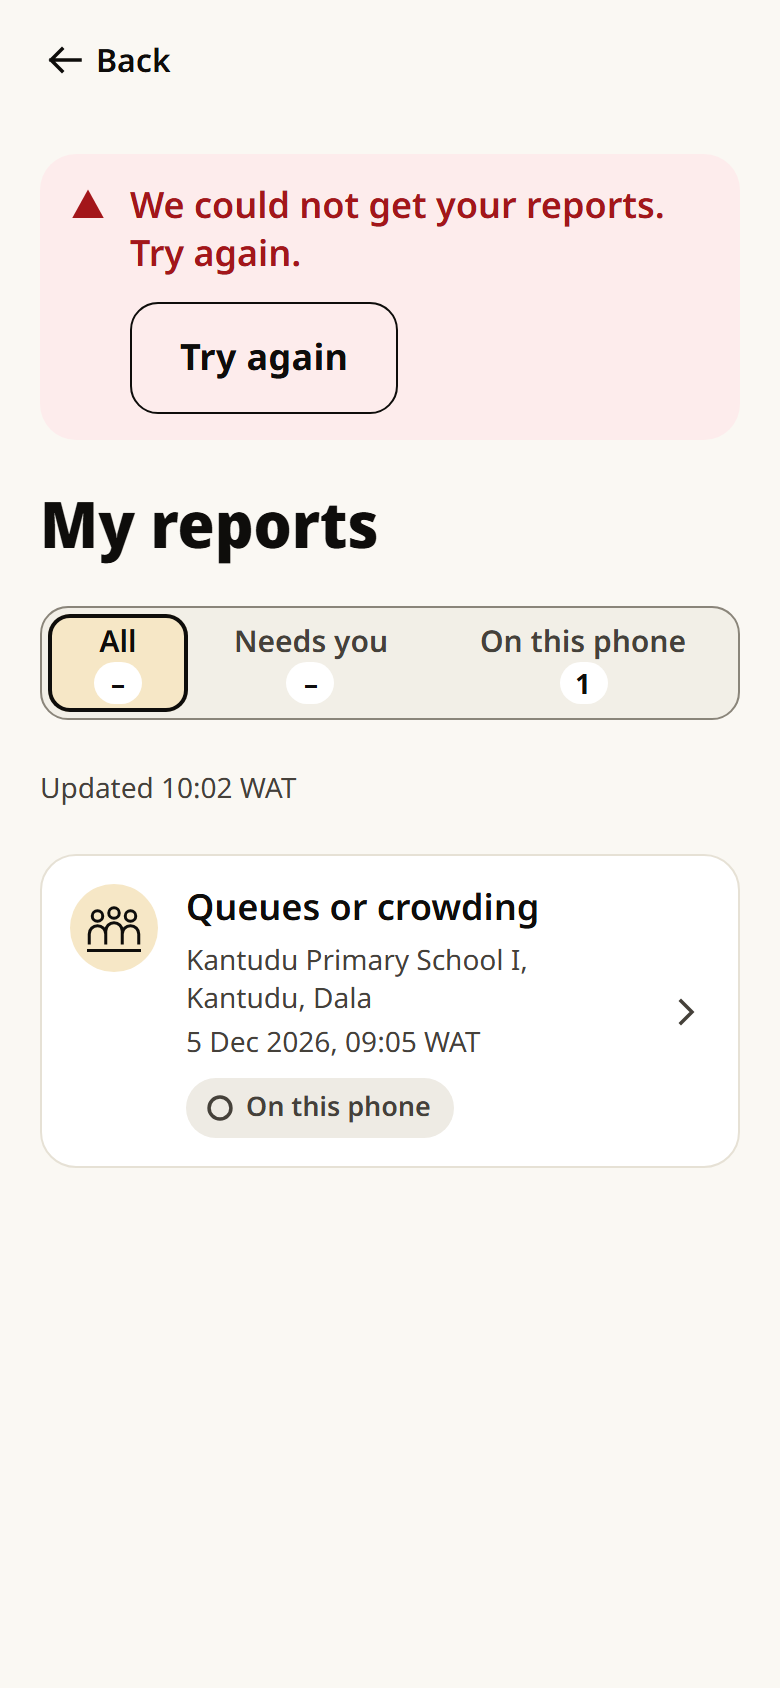 Back
We could not get your reports.
Try again.
Try again
My reports
All
Needs you
On this phone
–
–
1
Updated 10:02 WAT
Queues or crowding
Kantudu Primary School I,
Kantudu, Dala
5 Dec 2026, 09:05 WAT
On this phone